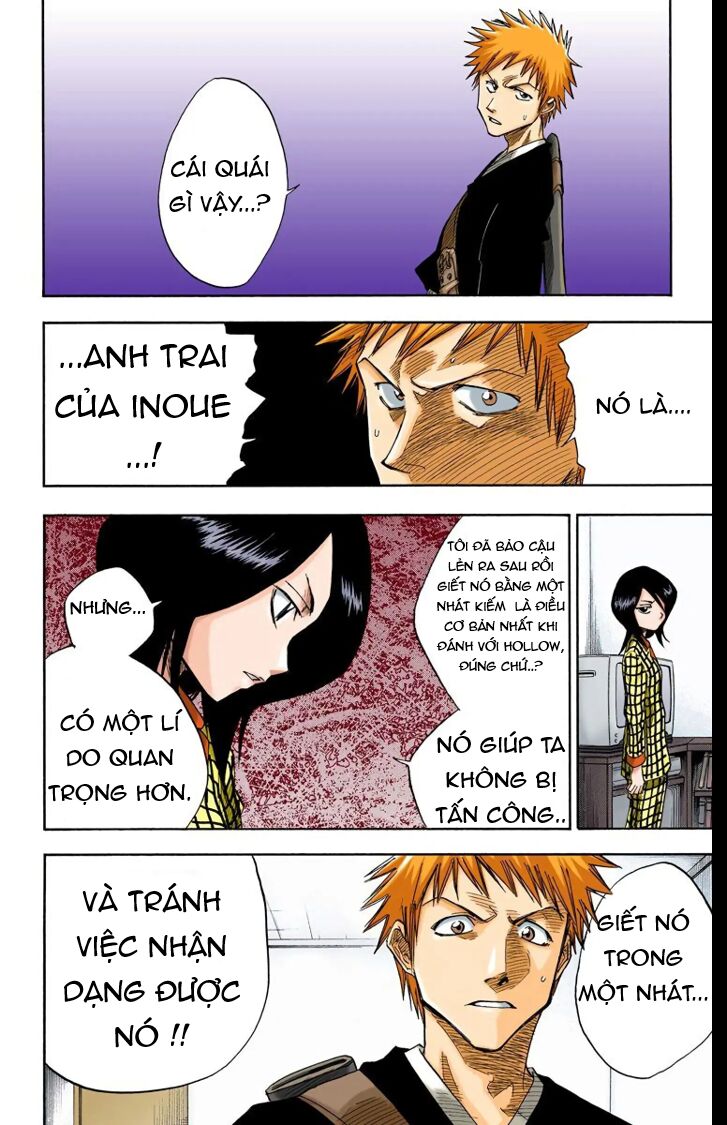 CÁI QUÁI
GÌ VẬY...?
NÓ LÀ....
...ANH TRAI
CỦA INOUE
...!
TÔI ĐÃ BẢO CẬU
LẺN RA SAU RỒI
GIẾT NÓ BẰNG MỘT
NHÁT KIẾM LÀ ĐIỀU
CƠ BẢN NHẤT KHI
ĐÁNH VỚI HOLLOW,
ĐÚNG CHỨ..?
NÓ GIÚP TA
KHÔNG BỊ
TẤN CÔNG..
NHƯNG...
CÓ MỘT LÍ
DO QUAN
TRỌNG HƠN.
GIẾT NÓ
TRONG
MỘT NHÁT...
VÀ TRÁNH
VIỆC NHẬN
DẠNG ĐƯỢC
NÓ !!